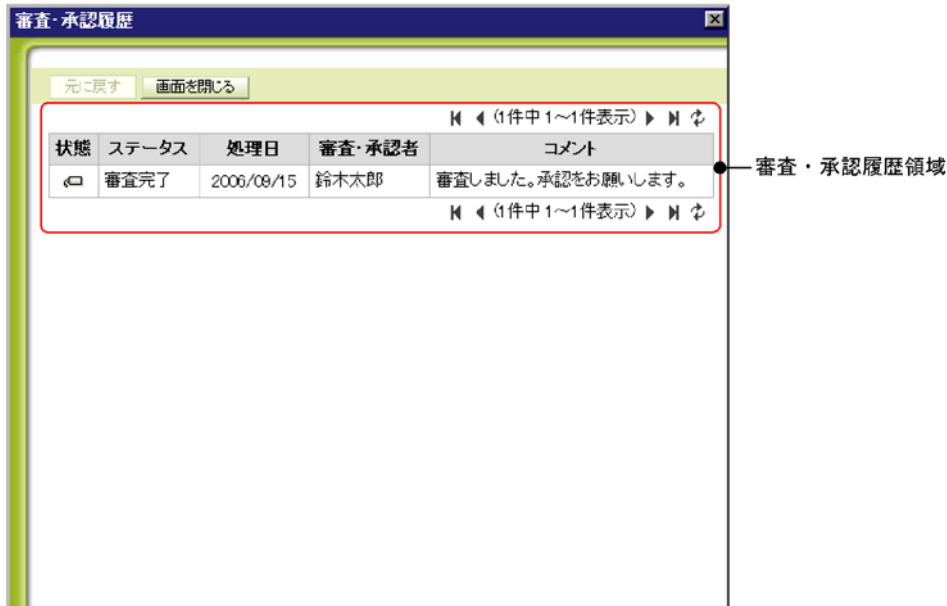 審査・承認履歴
元に戻す 画面を閉じる
(1件中 1～1件表示)
状態 ステータス 処理日 審査・承認者 コメント
審査完了 2006/09/15 鈴木太郎 審査しました。承認をお願いします。
(1件中 1～1件表示)
審査・承認履歴領域